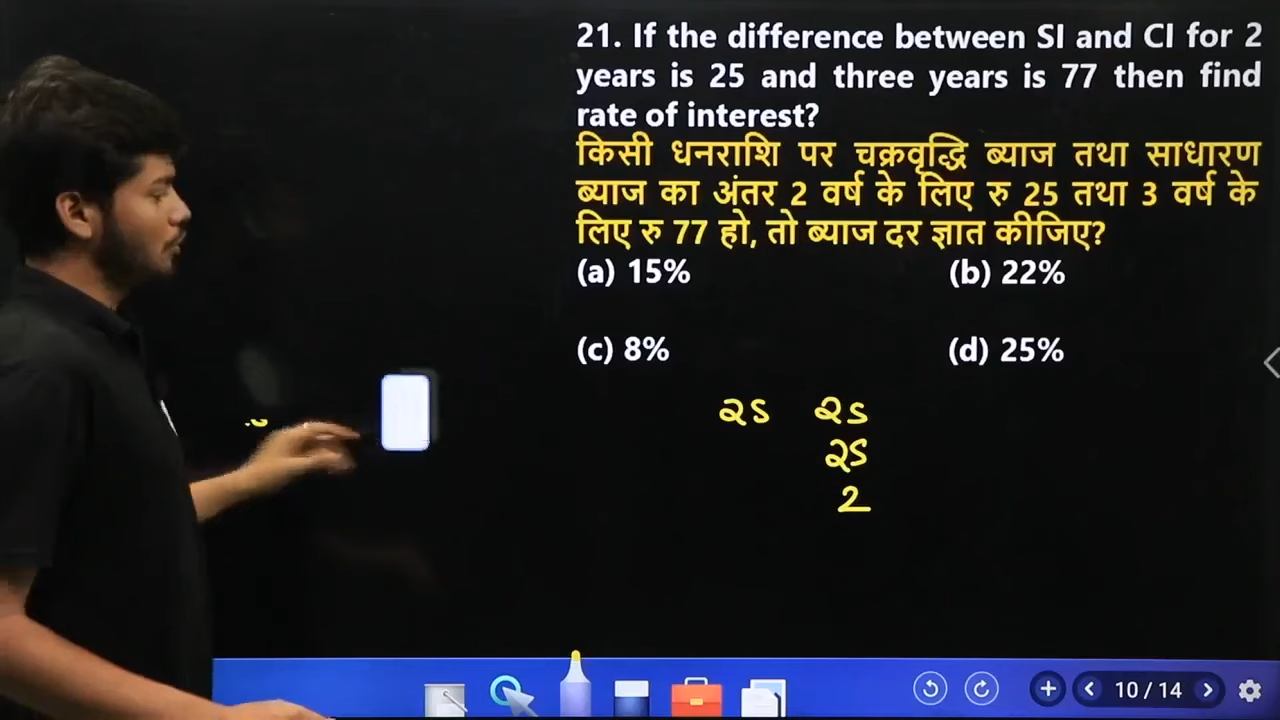 21. If the difference between SI and CI for 2
years is 25 and three years is 77 then find
rate of interest?
किसी धनराशि पर चक्रवृद्धि ब्याज तथा साधारण
ब्याज का अंतर 2 वर्ष के लिए रु 25 तथा 3 वर्ष के
लिए रु 77 हो, तो ब्याज दर ज्ञात कीजिए?
(a) 15% (b) 22%
(c) 8% (d) 25%
25 25
25
2
10 / 14